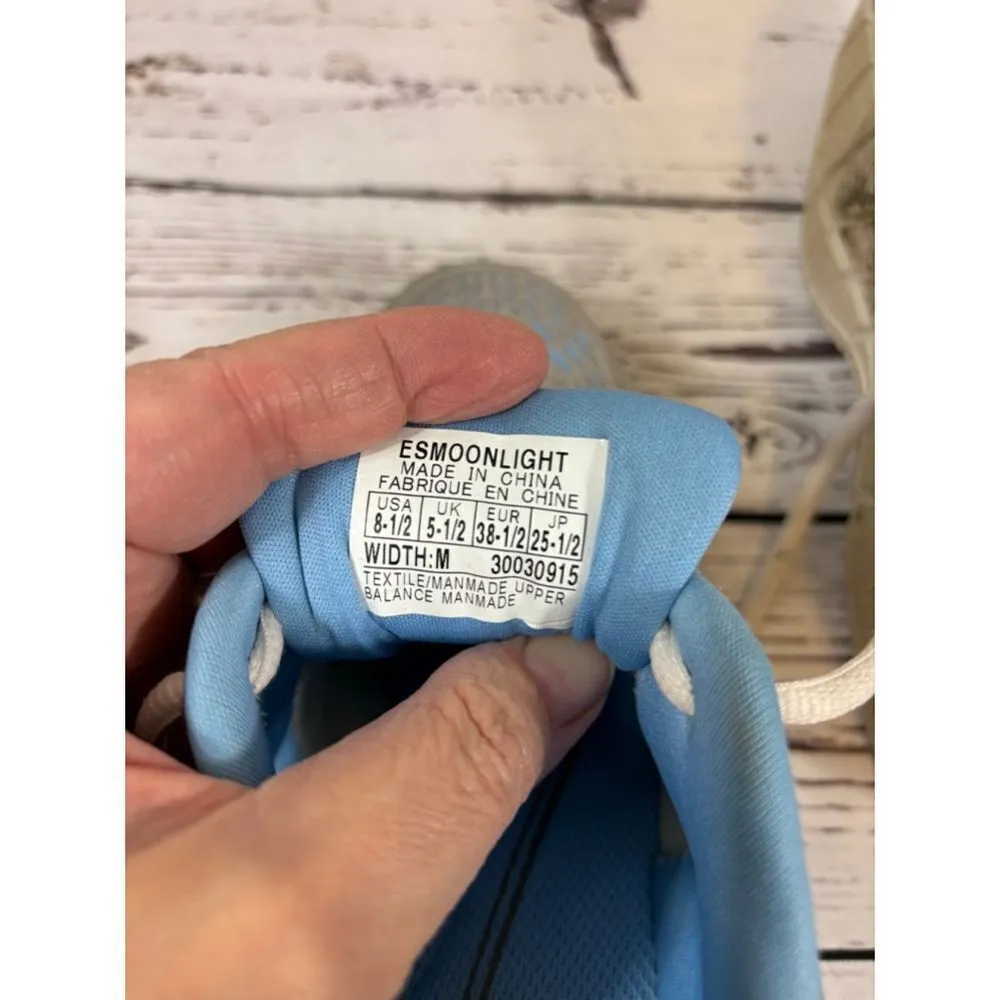 ESMOONLIGHT
MADE IN CHINA
FABRIQUE EN CHINE
USA UK EUR JP
8-1/2 5-1/2 38-1/2 25-1/2
WIDTH:M 30030915
TEXTILE/MANMADE UPPER
BALANCE MANMADE